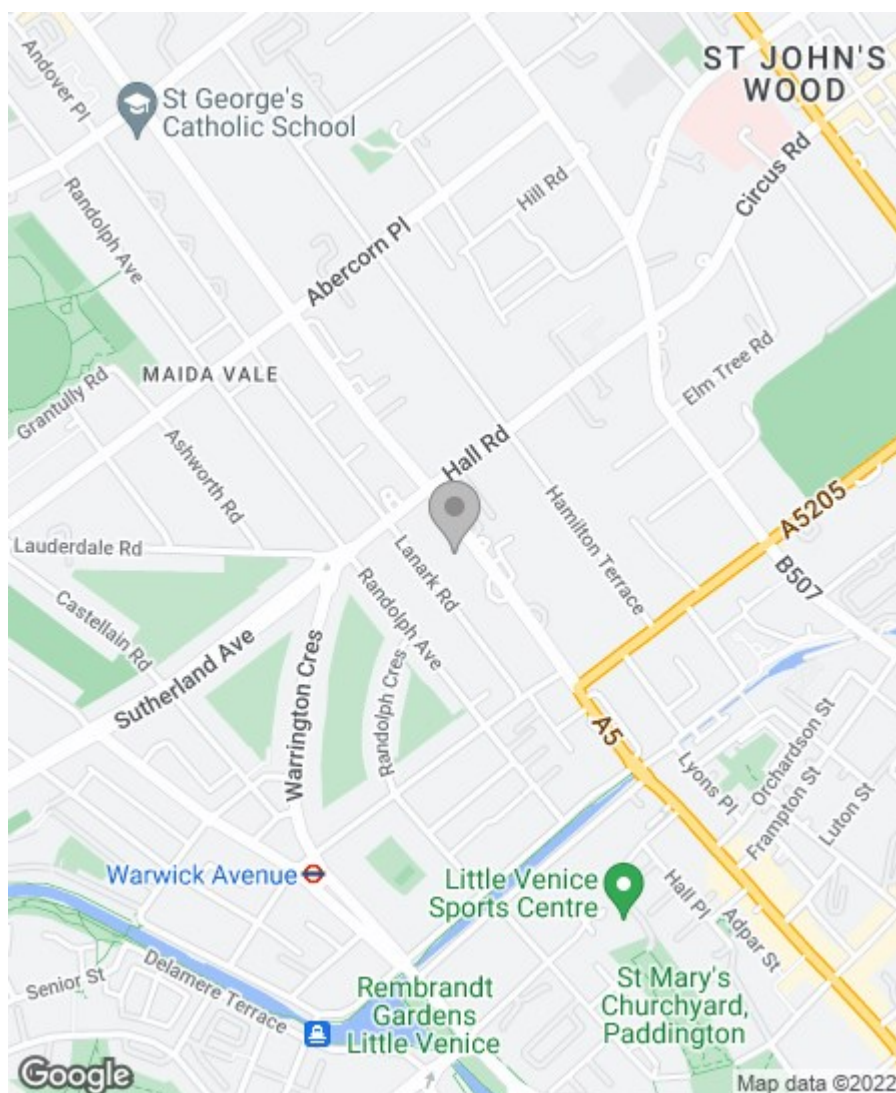 Andover Pl
ST JOHN'S
WOOD
St George's
Catholic School
Circus Rd
Hill Rd
Randolph Ave
Abercorn Pl
MAIDA VALE
Elm Tree Rd
Grantully Rd
Ashworth Rd
Hall Rd
Hamilton Terrace
A5205
Lauderdale Rd
Lanark Rd
B507
Castellain Rd
Randolph Ave
Sutherland Ave
Warrington Cres
Randolph Cres
A5
Lyons Pl
Orchardson St
Frampton St
Luton St
Warwick Avenue
Little Venice
Sports Centre
Hall Pl
Adpar St
Senior St
Delamere Terrace
Rembrandt
Gardens
Little Venice
St Mary's
Churchyard,
Paddington
Google
Map data ©2022